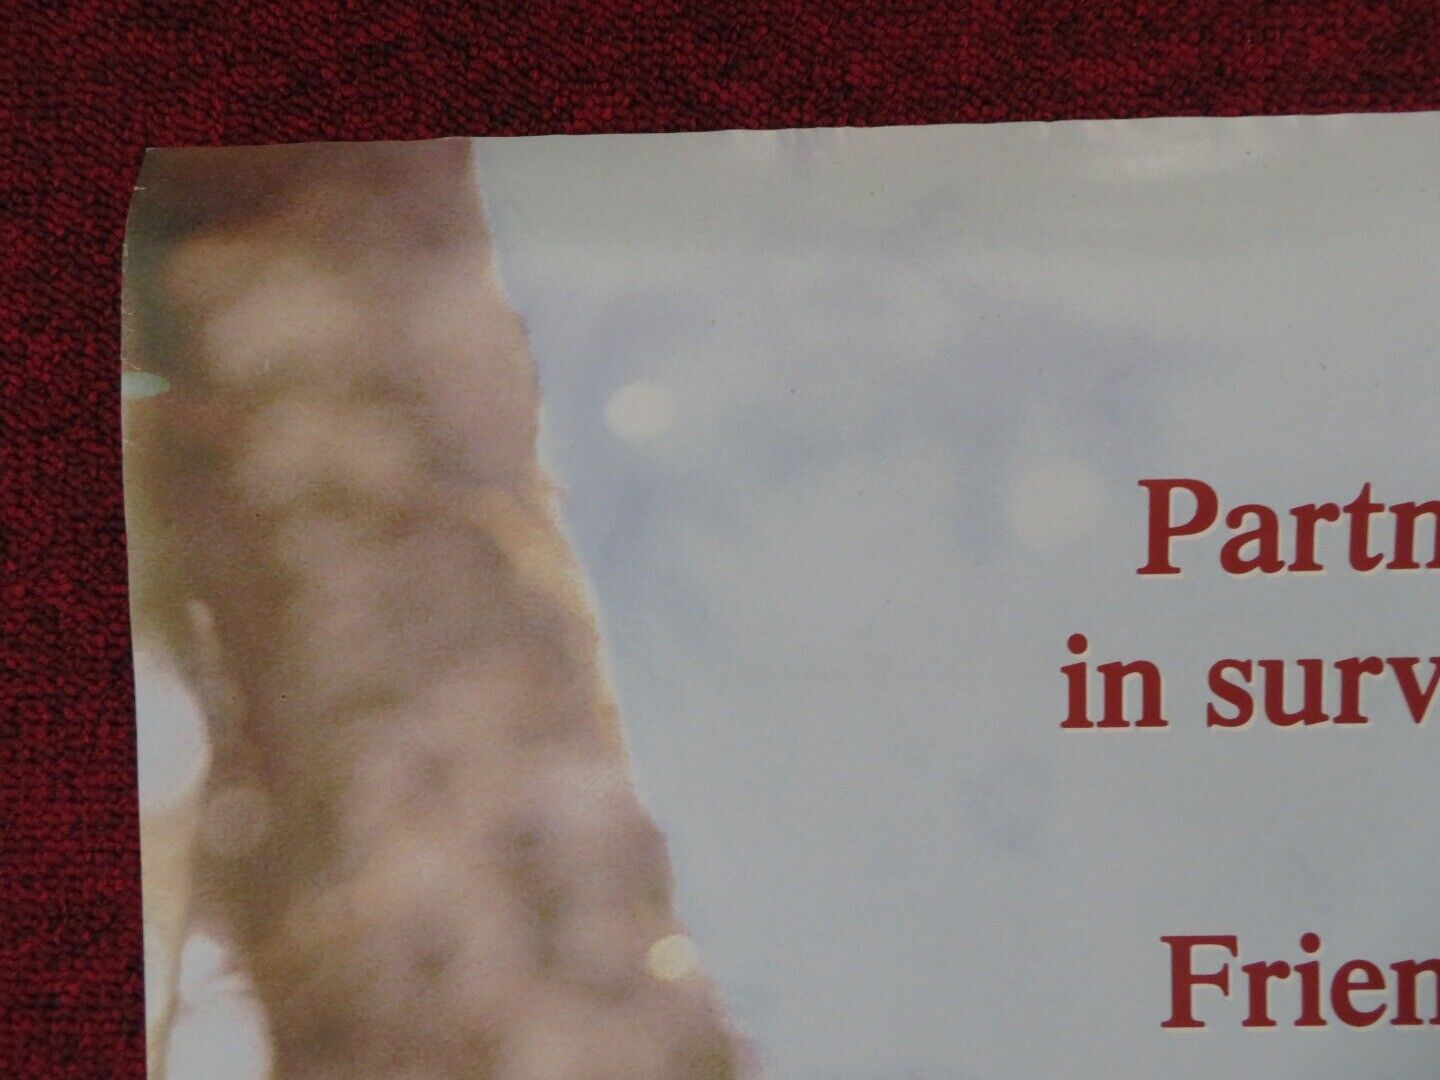 Partn
in surv
Frien